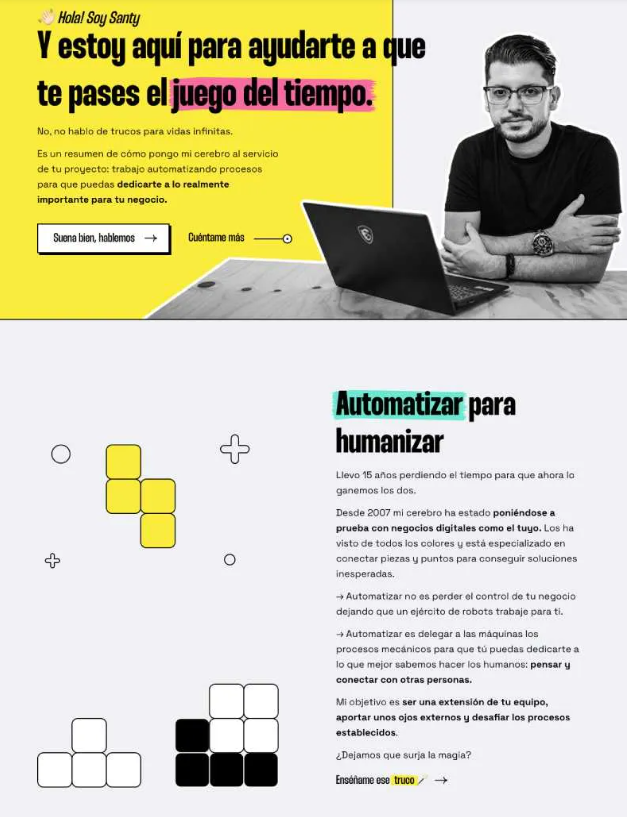 👋🏻 Hola! Soy Santy
Y estoy aquí para ayudarte a que
te pases el juego del tiempo.
No, no hablo de trucos para vidas infinitas.
Es un resumen de cómo pongo mi cerebro al servicio
de tu proyecto: trabajo automatizando procesos
para que puedas dedicarte a lo realmente
importante para tu negocio.
Suena bien, hablemos →
Cuéntame más
Automatizar para
humanizar
Llevo 15 años perdiendo el tiempo para que ahora lo
ganemos los dos.
Desde 2007 mi cerebro ha estado poniéndose a
prueba con negocios digitales como el tuyo. Los ha
visto de todos los colores y está especializado en
conectar piezas y puntos para conseguir soluciones
inesperadas.
→ Automatizar no es perder el control de tu negocio
dejando que un ejército de robots trabaje para ti.
→ Automatizar es delegar a las máquinas los
procesos mecánicos para que tú puedas dedicarte a
lo que mejor sabemos hacer los humanos: pensar y
conectar con otras personas.
Mi objetivo es ser una extensión de tu equipo,
aportar unos ojos externos y desafiar los procesos
establecidos.
¿Dejamos que surja la magia?
Enséñame ese truco →